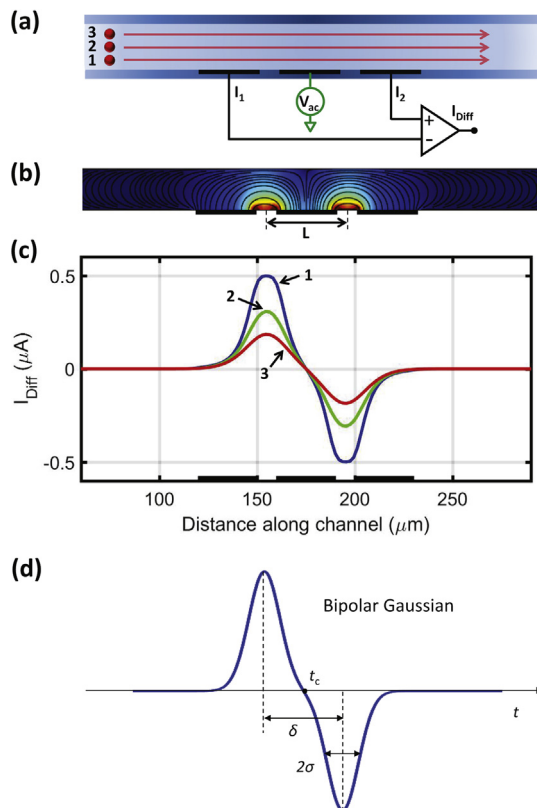 (a)
3
2
1
I1
Vac
I2
IDiff
+
-
(b)
L
(c)
IDiff (μA)
0.5
0
-0.5
1
2
3
100
150
200
250
Distance along channel (μm)
(d)
Bipolar Gaussian
tc
t
δ
2σ